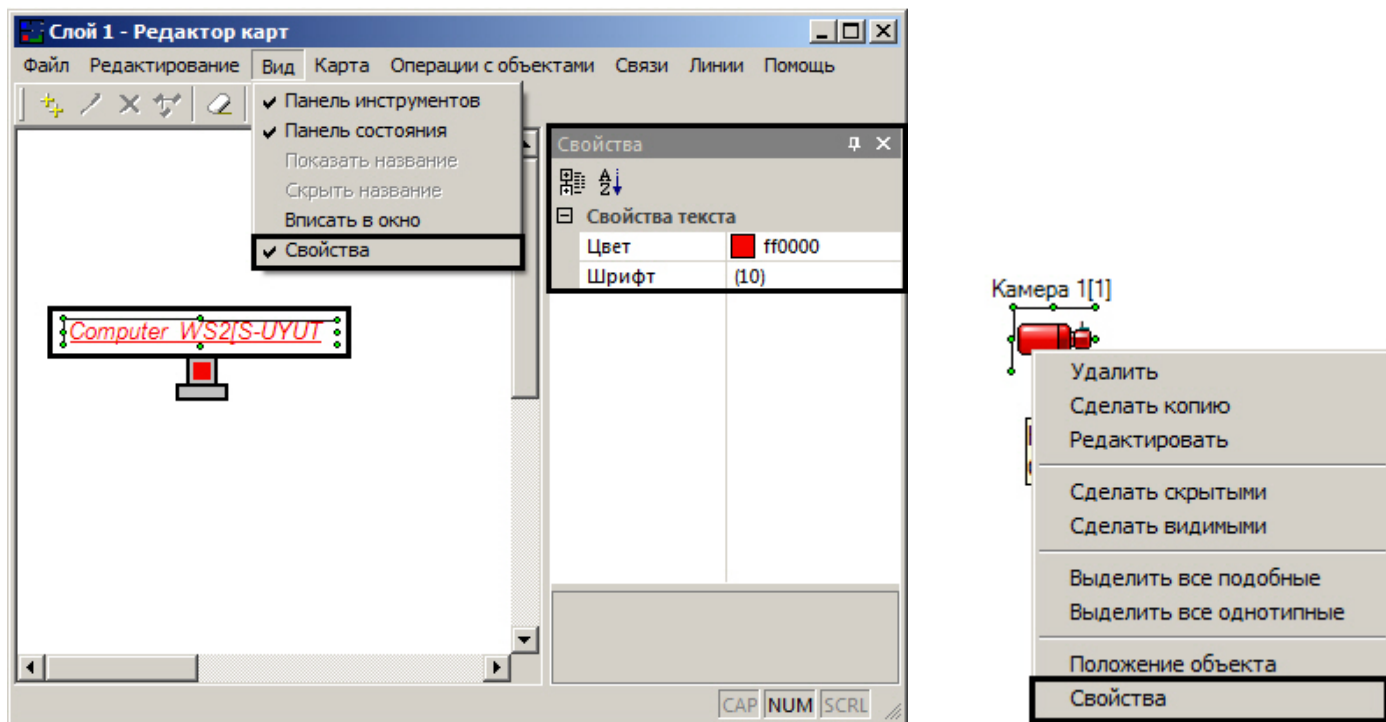 Слой 1 - Редактор карт
Файл Редактирование Вид Карта Операции с объектами Связи Линии Помощь
Панель инструментов
Панель состояния
Показать название
Скрыть название
Вписать в окно
Свойства
Computer WS2[S-UYUT
Свойства
Свойства текста
Цвет ff0000
Шрифт (10)
CAP NUM SCRL
Камера 1[1]
Удалить
Сделать копию
Редактировать
Сделать скрытыми
Сделать видимыми
Выделить все подобные
Выделить все однотипные
Положение объекта
Свойства